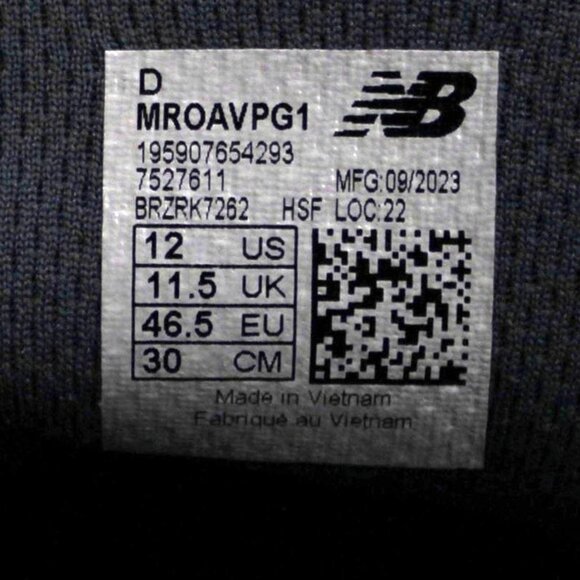 D
MROAVPG1
NB
195907654293
7527611 MFG:09/2023
BRZRK7262 HSF LOC:22
12 US
11.5 UK
46.5 EU
30 CM
Made in Vietnam
Fabriqué au Vietnam